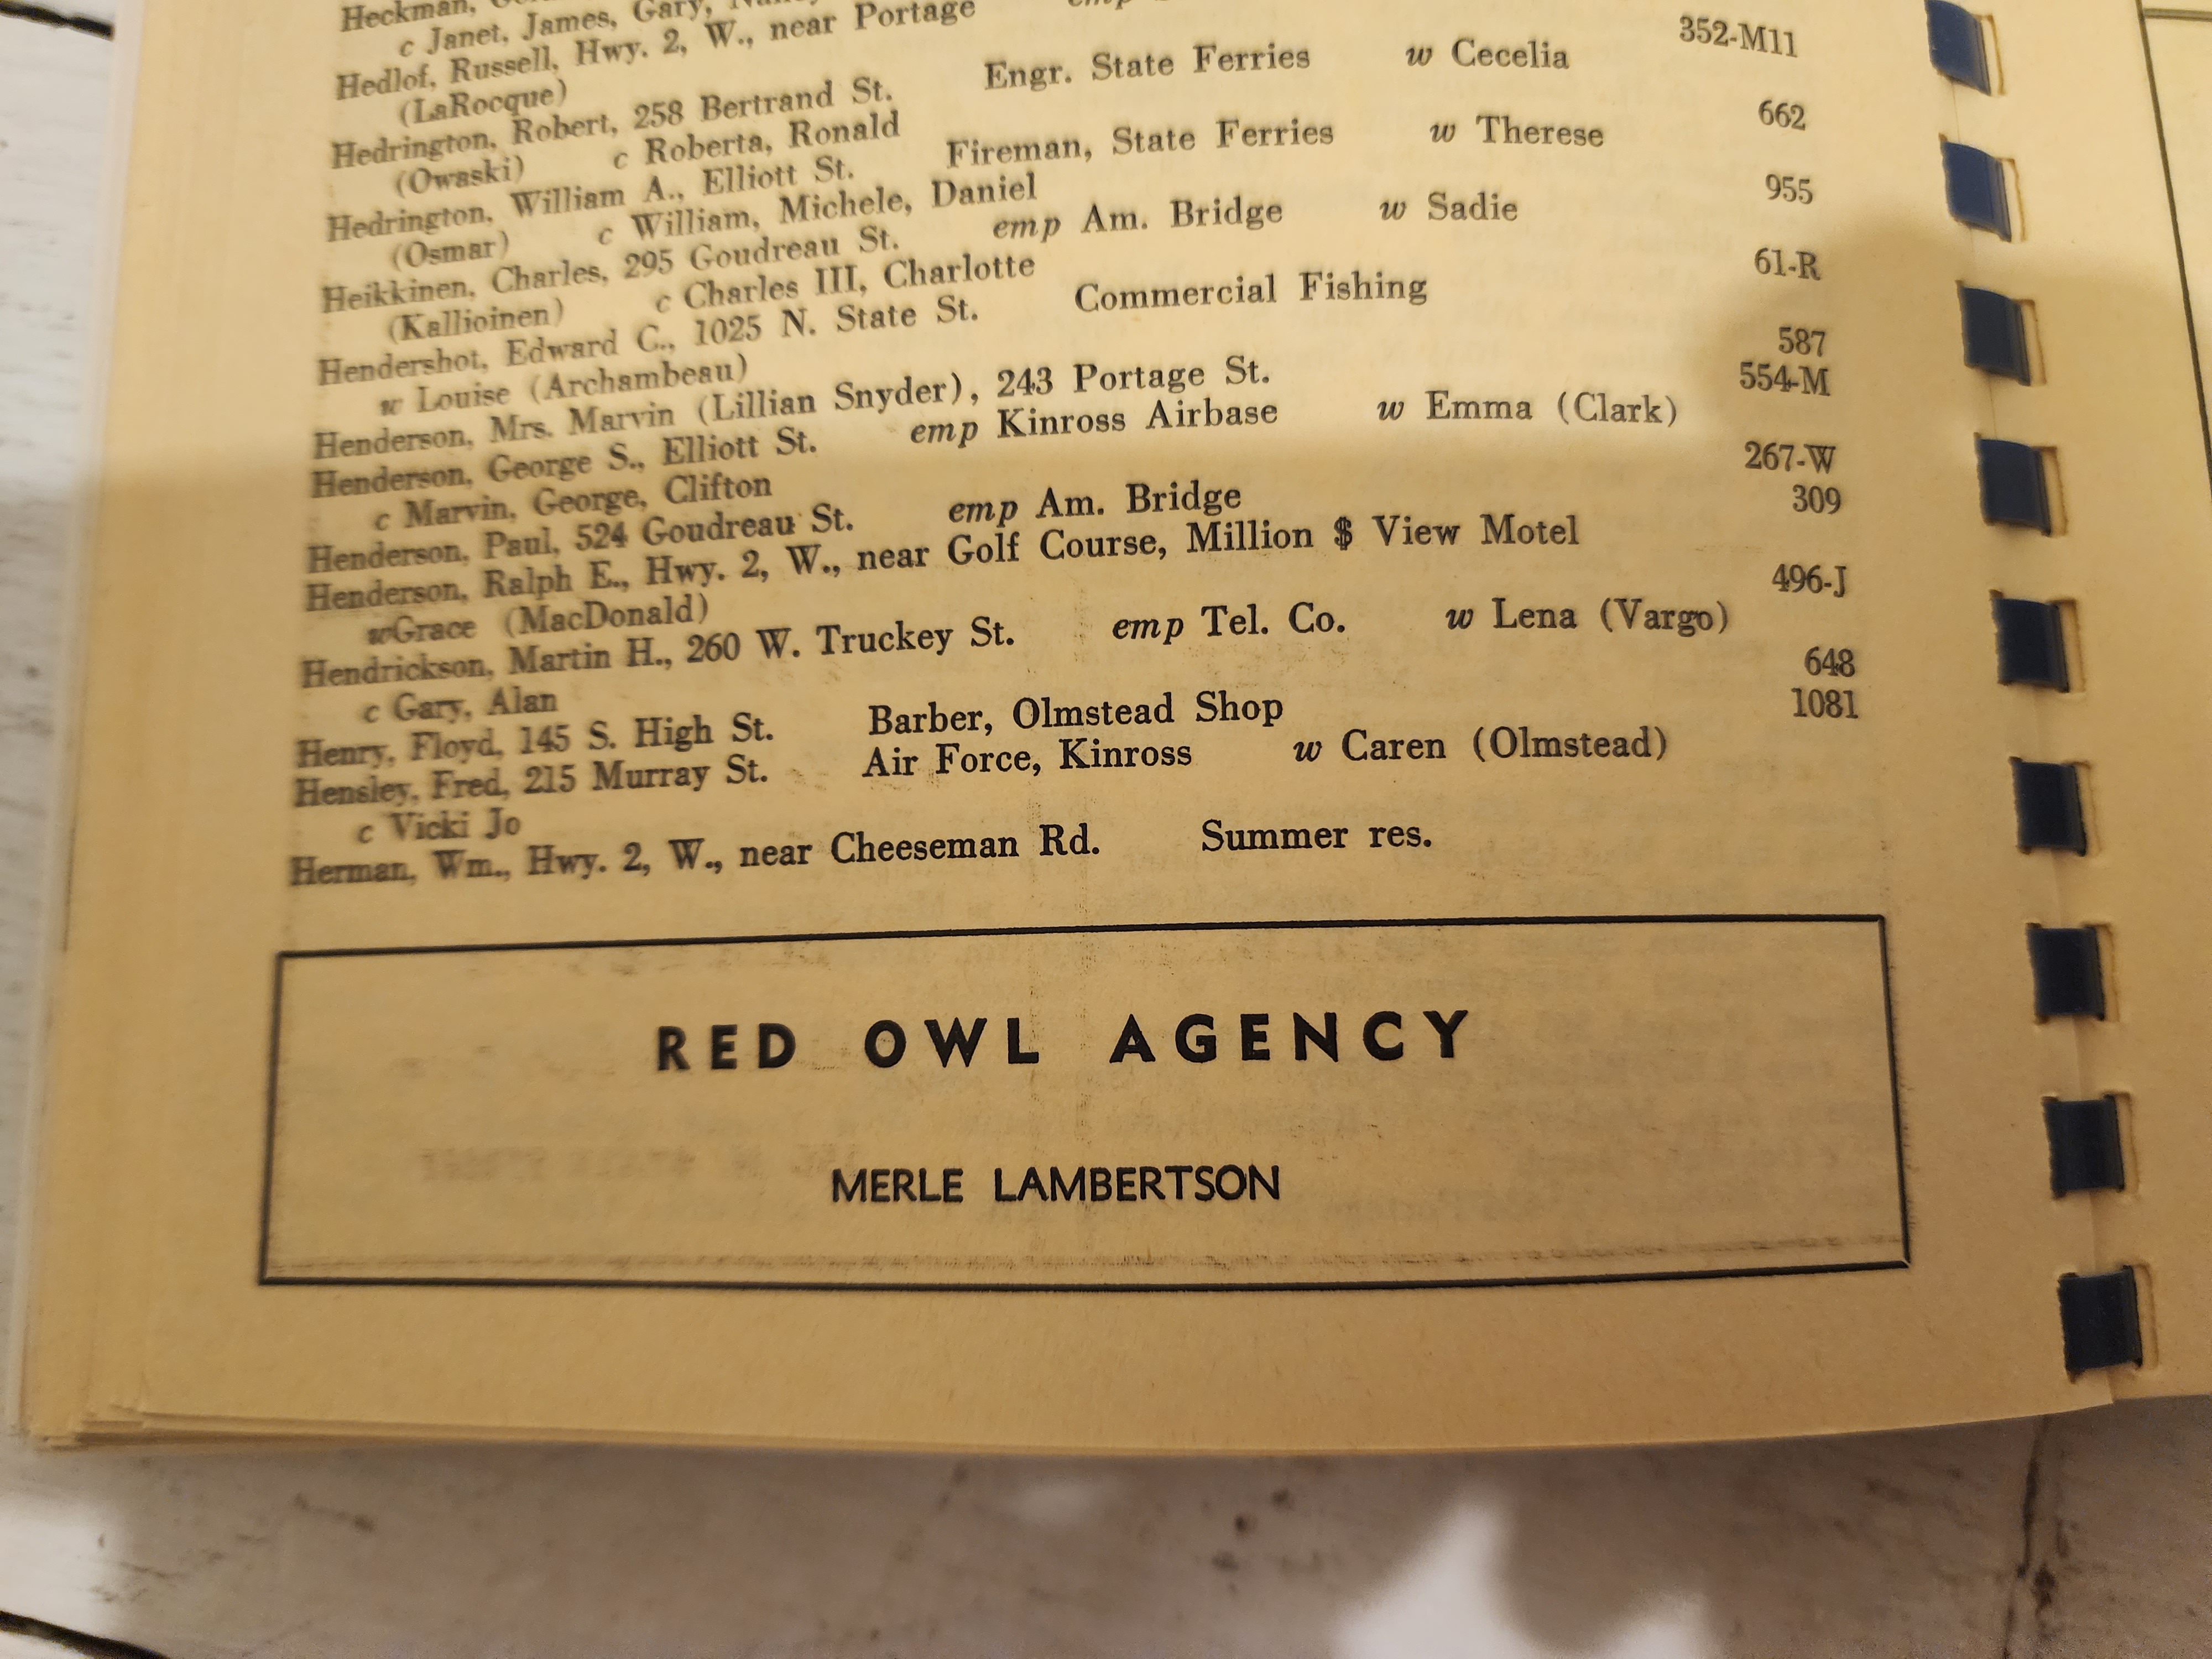 Heckman,
c Janet, James, Gary,
Hedlof, Russell, Hwy. 2, W., near Portage emp
(LaRocque)
Hedrington, Robert, 258 Bertrand St. Engr. State Ferries w Cecelia 352-M11
(Owaski) c Roberta, Ronald
Hedrington, William A., Elliott St. Fireman, State Ferries w Therese 662
(Osmar) c William, Michele, Daniel
Heikkinen, Charles, 295 Goudreau St. emp Am. Bridge w Sadie 955
(Kallioinen) c Charles III, Charlotte
Hendershot, Edward C., 1025 N. State St. Commercial Fishing 61-R
w Louise (Archambeau)
Henderson, Mrs. Marvin (Lillian Snyder), 243 Portage St. 587
Henderson, George S., Elliott St. emp Kinross Airbase w Emma (Clark) 554-M
c Marvin, George, Clifton
Henderson, Paul, 524 Goudreau St. emp Am. Bridge 267-W
Henderson, Ralph E., Hwy. 2, W., near Golf Course, Million $ View Motel 309
wGrace (MacDonald)
Hendrickson, Martin H., 260 W. Truckey St. emp Tel. Co. w Lena (Vargo) 496-J
c Gary, Alan
Henry, Floyd, 145 S. High St. Barber, Olmstead Shop 648
Hensley, Fred, 215 Murray St. Air Force, Kinross w Caren (Olmstead) 1081
c Vicki Jo
Herman, Wm., Hwy. 2, W., near Cheeseman Rd. Summer res.
RED OWL AGENCY
MERLE LAMBERTSON